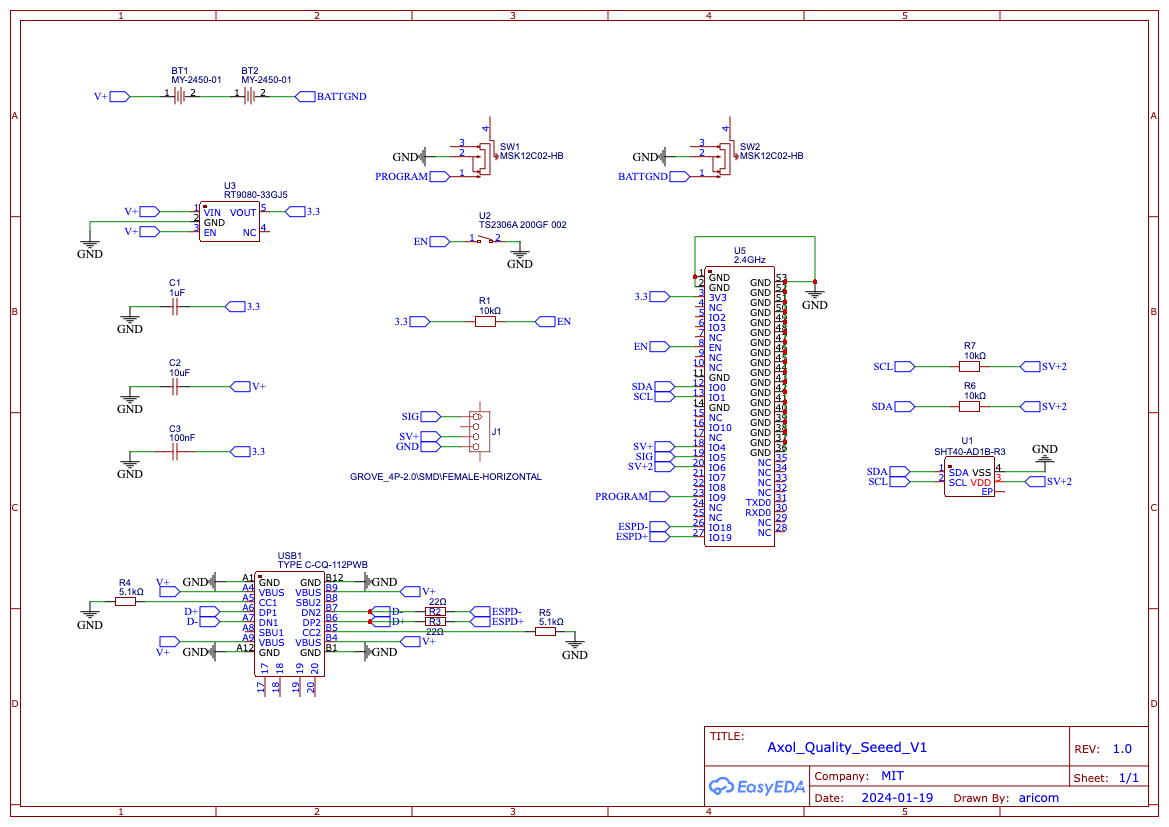 1 2 3 4 5
A
B
C
D
A
B
C
D
BT1
MY-2450-01
BT2
MY-2450-01
V+ 1 2 1 2 BATTGND
4
3
2
1
GND
PROGRAM
SW1
MSK12C02-HB
4
3
2
1
GND
BATTGND
SW2
MSK12C02-HB
U3
RT9080-33GJ5
V+ 1 VIN VOUT 5 3.3
2 GND
V+ 3 EN NC 4
GND
U2
TS2306A 200GF 002
EN 1 2
GND
C1
1uF
3.3
GND
R1
10kΩ
3.3 EN
C2
10uF
V+
GND
C3
100nF
3.3
GND
SIG
SV+
GND
J1
GROVE_4P-2.0\SMD\FEMALE-HORIZONTAL
U5
2.4GHz
1 GND
2 GND
3.3 3 3V3
4 NC
5 IO2
6 IO3
7 NC
EN 8 EN
9 NC
10 NC
11 GND
SDA 12 IO0
SCL 13 IO1
14 GND
15 NC
16 IO10
17 NC
SV+ 18 IO4
SIG 19 IO5
SV+2 20 IO6
21 IO7
22 IO8
PROGRAM 23 IO9
24 NC
25 NC
ESPD- 26 IO18
ESPD+ 27 IO19
GND 53
GND 52
GND 51
GND 50
GND 49
GND 48
GND 47
GND 46
GND 45
GND 44
GND 43
GND 42
GND 41
GND 40
GND 39
GND 38
GND 37
GND 36
NC 35
NC 34
NC 33
NC 32
TXD0 31
RXD0 30
NC 29
NC 28
GND
R7
10kΩ
SCL SV+2
R6
10kΩ
SDA SV+2
U1
SHT40-AD1B-R3
GND
SDA 1 SDA VSS 4
SCL 2 SCL VDD 3 SV+2
EP
USB1
TYPE C-CQ-112PWB
GND A1 GND GND B12 GND
V+ A4 VBUS VBUS B9 V+
R4
5.1kΩ
A5 CC1 SBU2 B8
GND
D+ A6 DP1 DN2 B7 D- 22Ω R2 ESPD-
D- A7 DN1 DP2 B6 D+ R3 22Ω ESPD+
A8 SBU1 CC2 B5
R5
5.1kΩ
GND
V+ A9 VBUS VBUS B4 V+
GND A12 GND GND B1 GND
17 18 19 20
17 18 19 20
TITLE:
Axol_Quality_Seeed_V1
REV: 1.0
EasyEDA
Company: MIT
Sheet: 1/1
Date: 2024-01-19 Drawn By: aricom
1 2 3 4 5